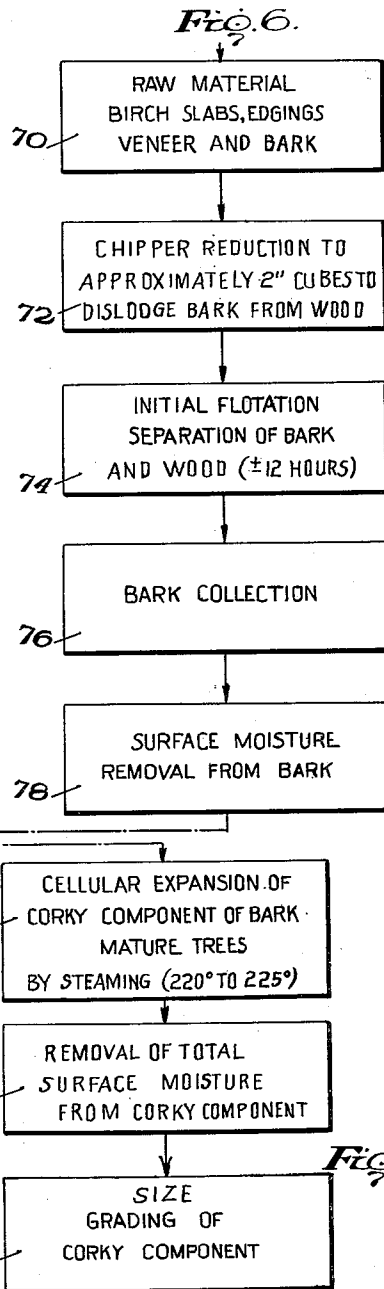 Fig. 6.
RAW MATERIAL
BIRCH SLABS, EDGINGS
VENEER AND BARK
70
CHIPPER REDUCTION TO
APPROXIMATELY 2" CUBES TO
DISLODGE BARK FROM WOOD
72
INITIAL FLOTATION
SEPARATION OF BARK
AND WOOD (±12 HOURS)
74
BARK COLLECTION
76
SURFACE MOISTURE
REMOVAL FROM BARK
78
CELLULAR EXPANSION OF
CORKY COMPONENT OF BARK
MATURE TREES
BY STEAMING (220° TO 225°)
REMOVAL OF TOTAL
SURFACE MOISTURE
FROM CORKY COMPONENT
Fig
SIZE
GRADING OF
CORKY COMPONENT